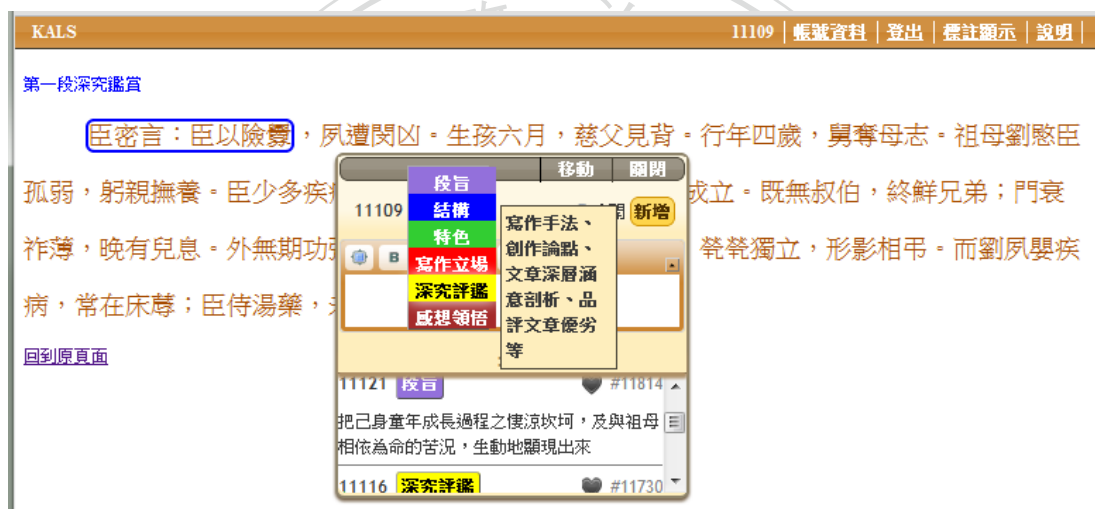 KALS 11109 | 帳號資料 | 登出 | 標註顯示 | 說明 |
第一段深究鑑賞
臣密言：臣以險釁，夙遭閔凶。生孩六月，慈父見背。行年四歲，舅奪母志。祖母劉愍臣
孤弱，躬親撫養。臣少多疾 成立。既無叔伯，終鮮兄弟；門衰
祚薄，晚有兒息。外無期功 煢煢獨立，形影相弔。而劉夙嬰疾
病，常在床蓐；臣侍湯藥，
回到原頁面
移動 關閉
11109 新增
段旨
結構
特色
寫作立場
深究評鑑
感想領悟
B
寫作手法、
創作論點、
文章深層涵
意剖析、品
評文章優劣
等
11121 段旨 #11814
把己身童年成長過程之悽涼坎坷，及與祖母
相依為命的苦況，生動地顯現出來
11116 深究評鑑 #11730